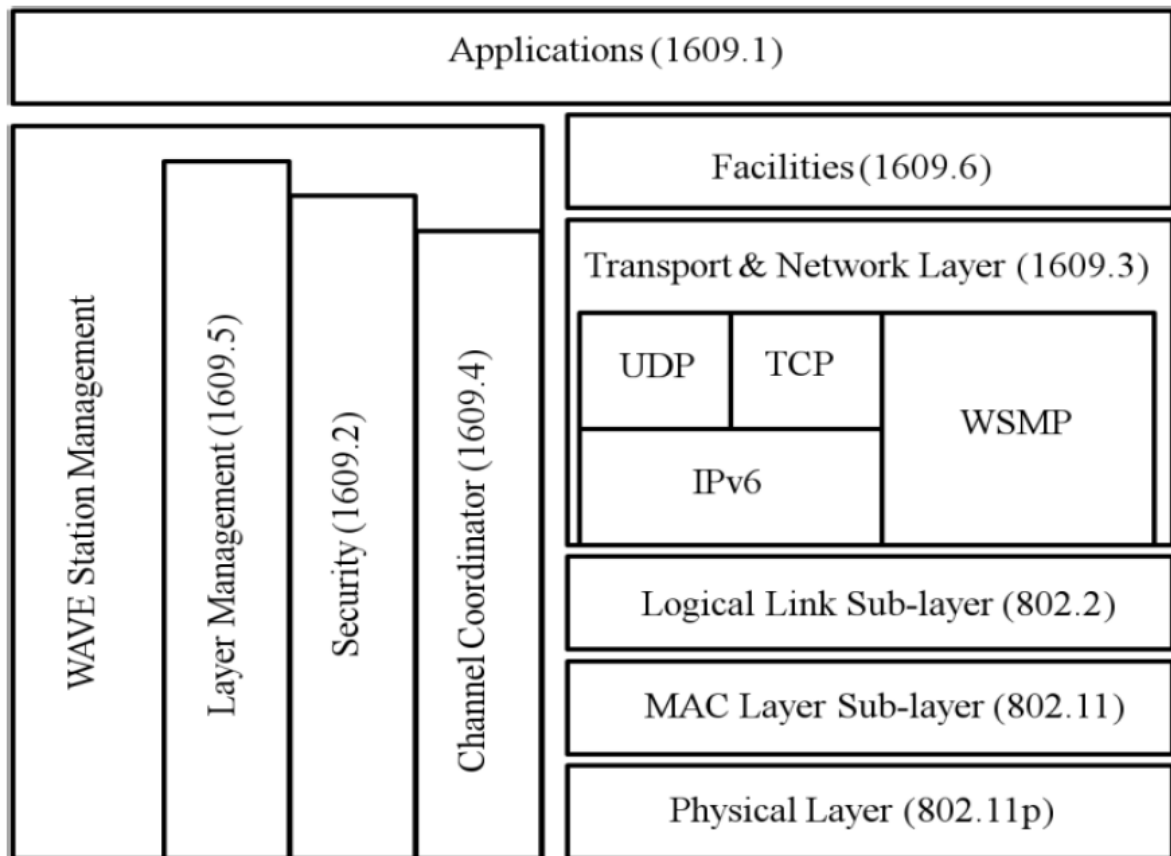 Applications (1609.1)
WAVE Station Management
Layer Management (1609.5)
Security (1609.2)
Channel Coordinator (1609.4)
Facilities (1609.6)
Transport & Network Layer (1609.3)
UDP
TCP
WSMP
IPv6
Logical Link Sub-layer (802.2)
MAC Layer Sub-layer (802.11)
Physical Layer (802.11p)